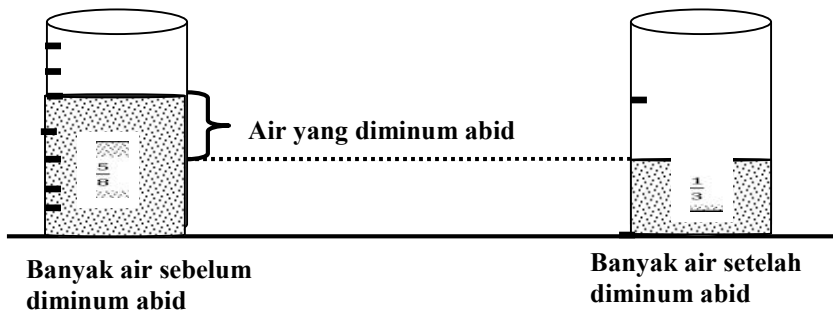 Air yang diminum abid
5
8
1
3
Banyak air sebelum
diminum abid
Banyak air setelah
diminum abid